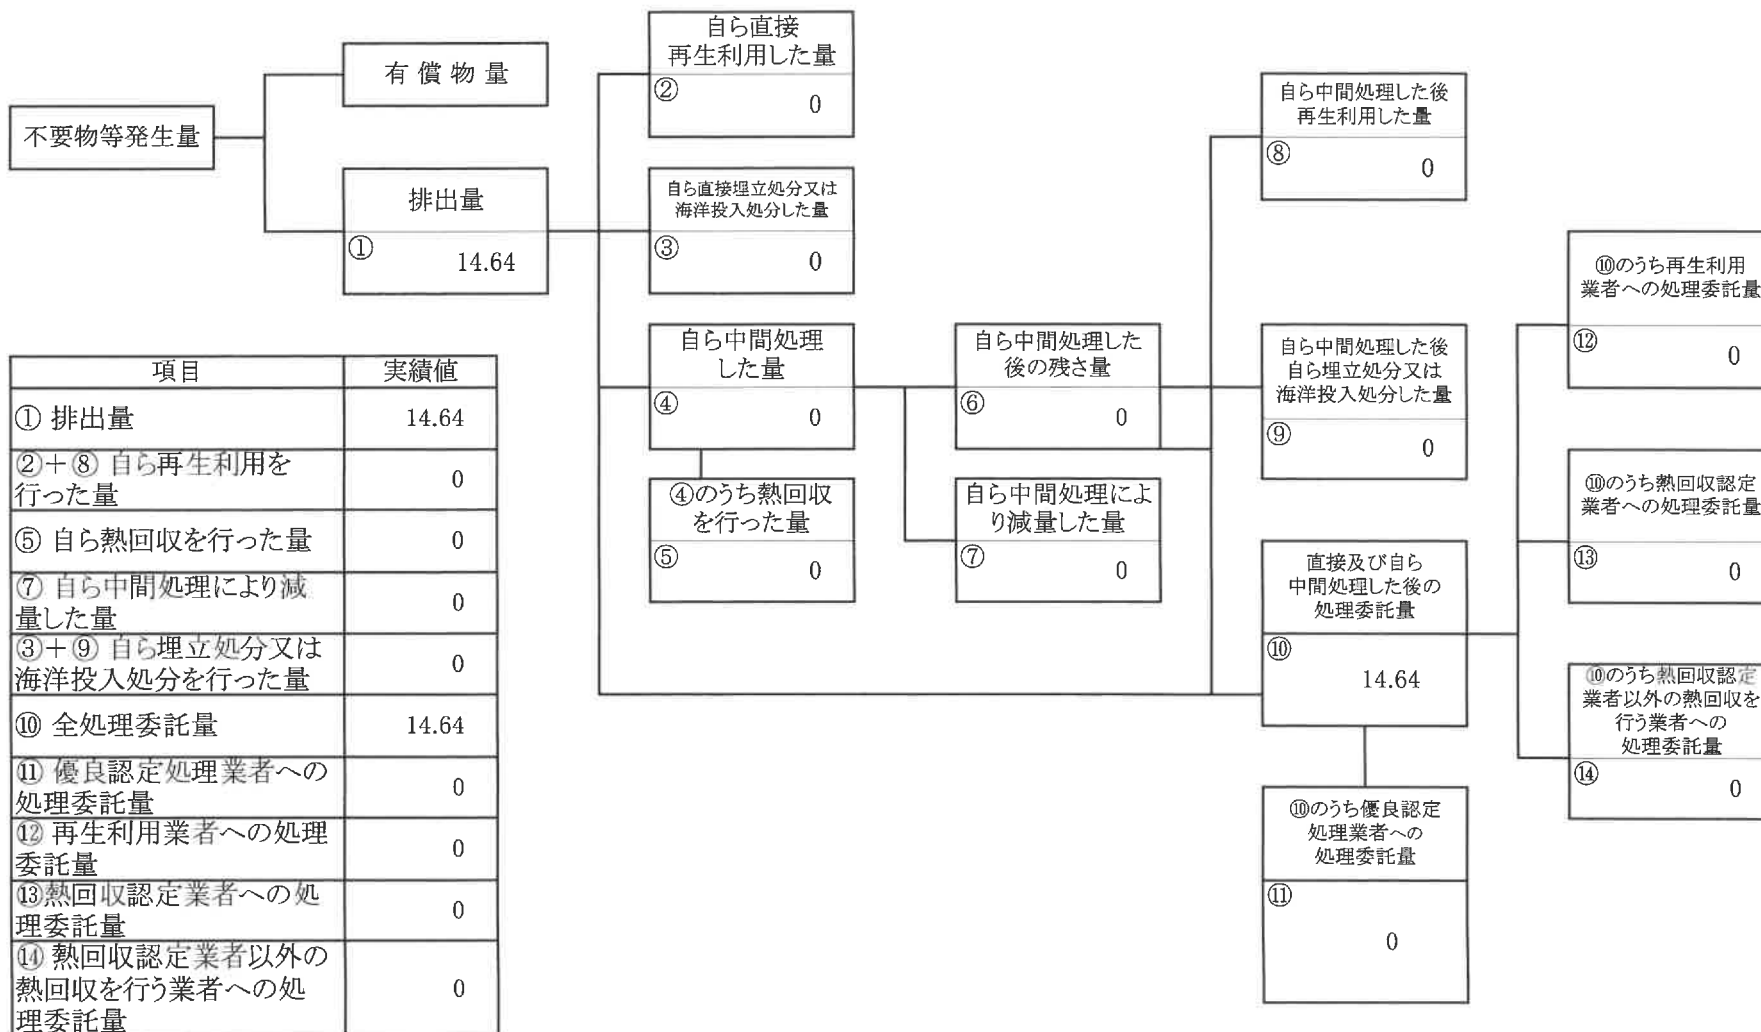 不要物等発生量
有償物量
排出量
①
14.64
自ら直接
再生利用した量
②
0
自ら直接埋立処分又は
海洋投入処分した量
③
0
自ら中間処理
した量
④
0
④のうち熱回収
を行った量
⑤
0
自ら中間処理した
後の残さ量
⑥
0
自ら中間処理によ
り減量した量
⑦
0
自ら中間処理した後
再生利用した量
⑧
0
自ら中間処理した後
自ら埋立処分又は
海洋投入処分した量
⑨
0
直接及び自ら
中間処理した後の
処理委託量
⑩
14.64
⑩のうち優良認定
処理業者への
処理委託量
⑪
0
⑩のうち再生利用
業者への処理委託量
⑫
0
⑩のうち熱回収認定
業者への処理委託量
⑬
0
⑩のうち熱回収認定
業者以外の熱回収を
行う業者への
処理委託量
⑭
0
項目 実績値
① 排出量 14.64
②+⑧ 自ら再生利用を
行った量 0
⑤ 自ら熱回収を行った量 0
⑦ 自ら中間処理により減
量した量 0
③+⑨ 自ら埋立処分又は
海洋投入処分を行った量 0
⑩ 全処理委託量 14.64
⑪ 優良認定処理業者への
処理委託量 0
⑫ 再生利用業者への処理
委託量 0
⑬熱回収認定業者への処
理委託量 0
⑭ 熱回収認定業者以外の
熱回収を行う業者への処
理委託量 0